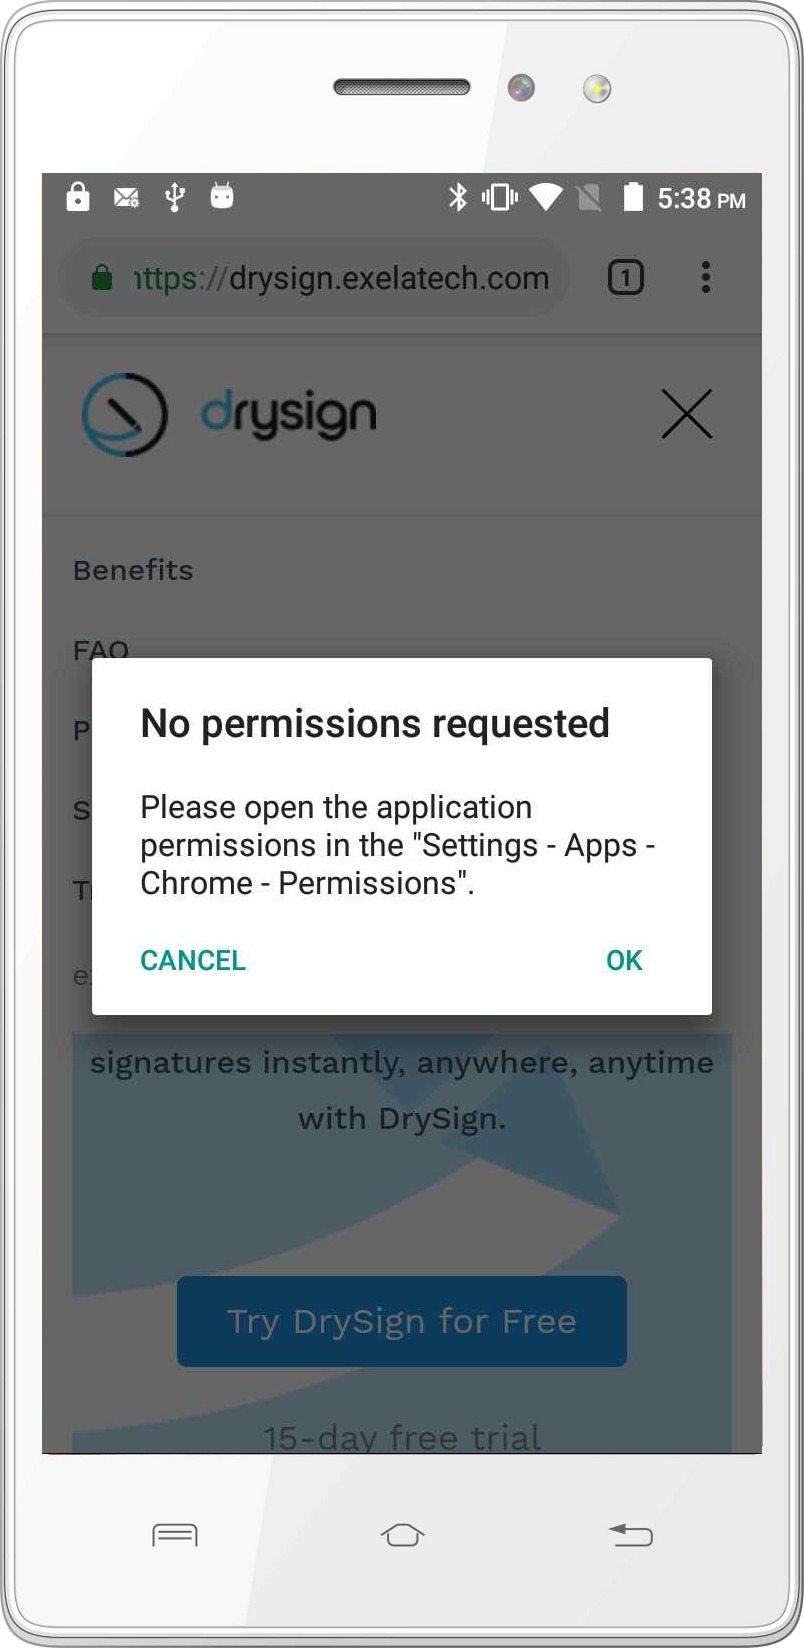 5:38 PM
https://drysign.exelatech.com
1
drysign
Benefits
FAQ
P
S
No permissions requested
Please open the application
permissions in the "Settings - Apps -
Chrome - Permissions".
CANCEL
OK
signatures instantly, anywhere, anytime
with DrySign.
Try DrySign for Free
15-day free trial